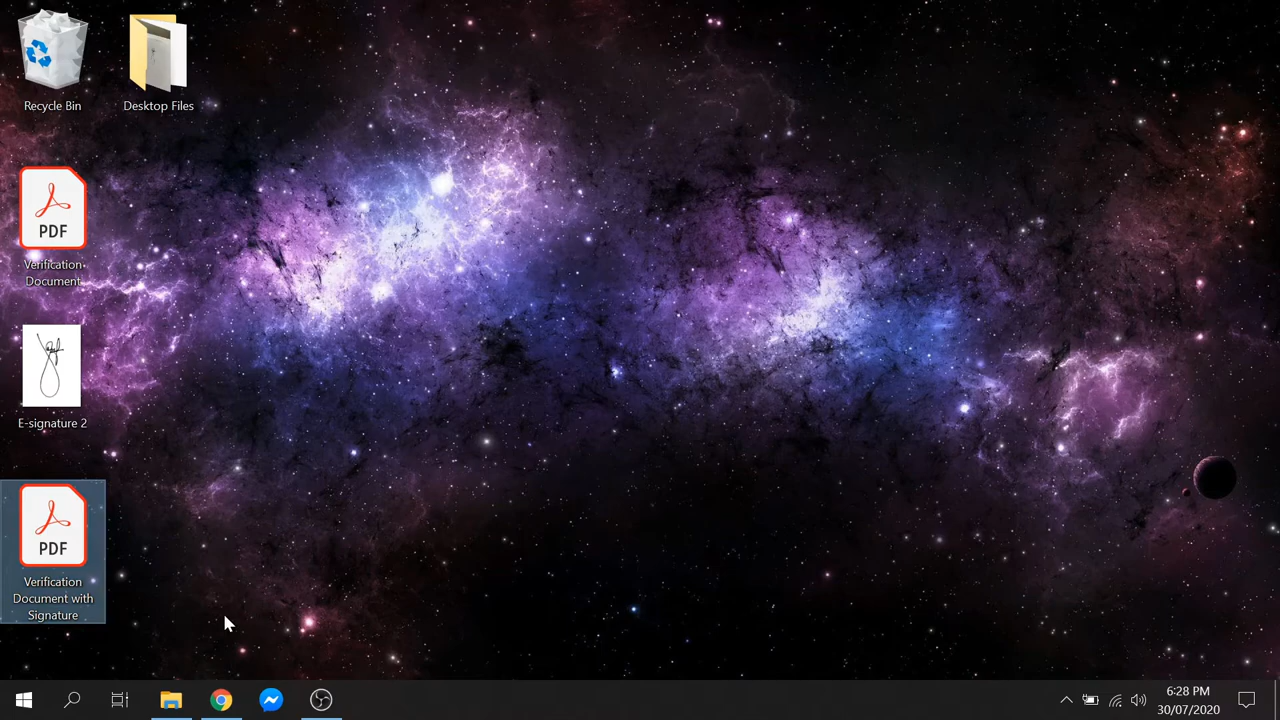 Recycle Bin
Desktop Files
PDF
Verification
Document
E-signature 2
PDF
Verification
Document with
Signature
6:28 PM
30/07/2020